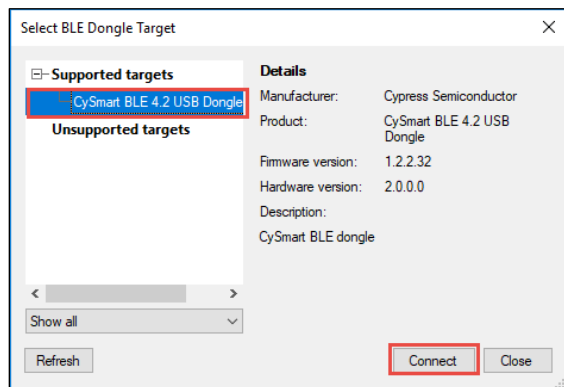 Select BLE Dongle Target
Supported targets
CySmart BLE 4.2 USB Dongle
Unsupported targets
Show all
Refresh
Details
Manufacturer: Cypress Semiconductor
Product: CySmart BLE 4.2 USB
Dongle
Firmware version: 1.2.2.32
Hardware version: 2.0.0.0
Description:
CySmart BLE dongle
Connect
Close